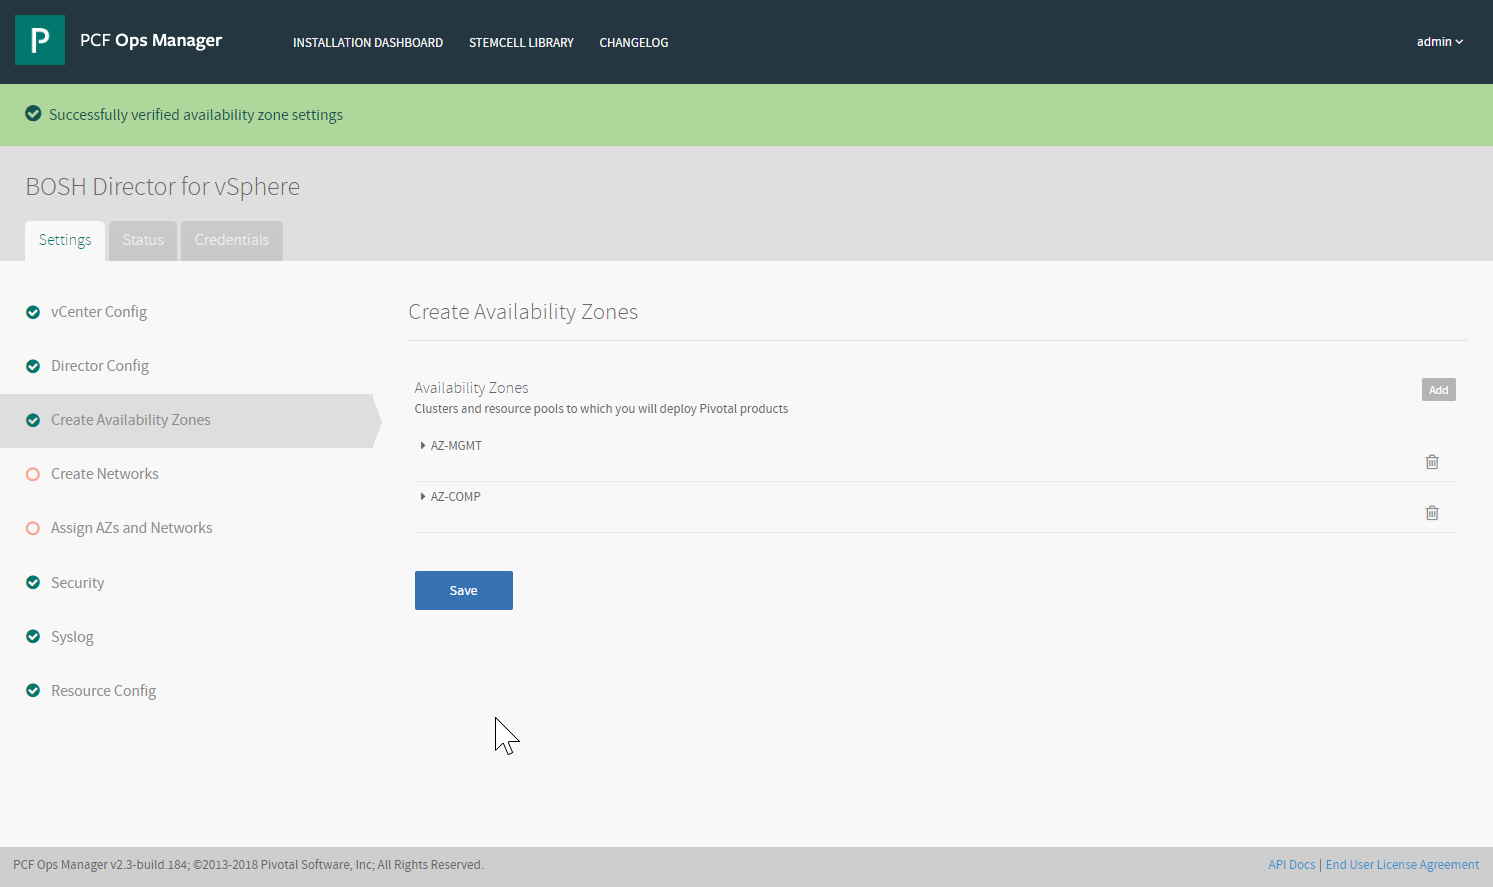 P PCF Ops Manager INSTALLATION DASHBOARD STEMCELL LIBRARY CHANGELOG admin
Successfully verified availability zone settings
BOSH Director for vSphere
Settings Status Credentials
vCenter Config
Director Config
Create Availability Zones
Create Networks
Assign AZs and Networks
Security
Syslog
Resource Config
Create Availability Zones
Availability Zones Add
Clusters and resource pools to which you will deploy Pivotal products
AZ-MGMT
AZ-COMP
Save
PCF Ops Manager v2.3-build.184; ©2013-2018 Pivotal Software, Inc; All Rights Reserved. API Docs | End User License Agreement